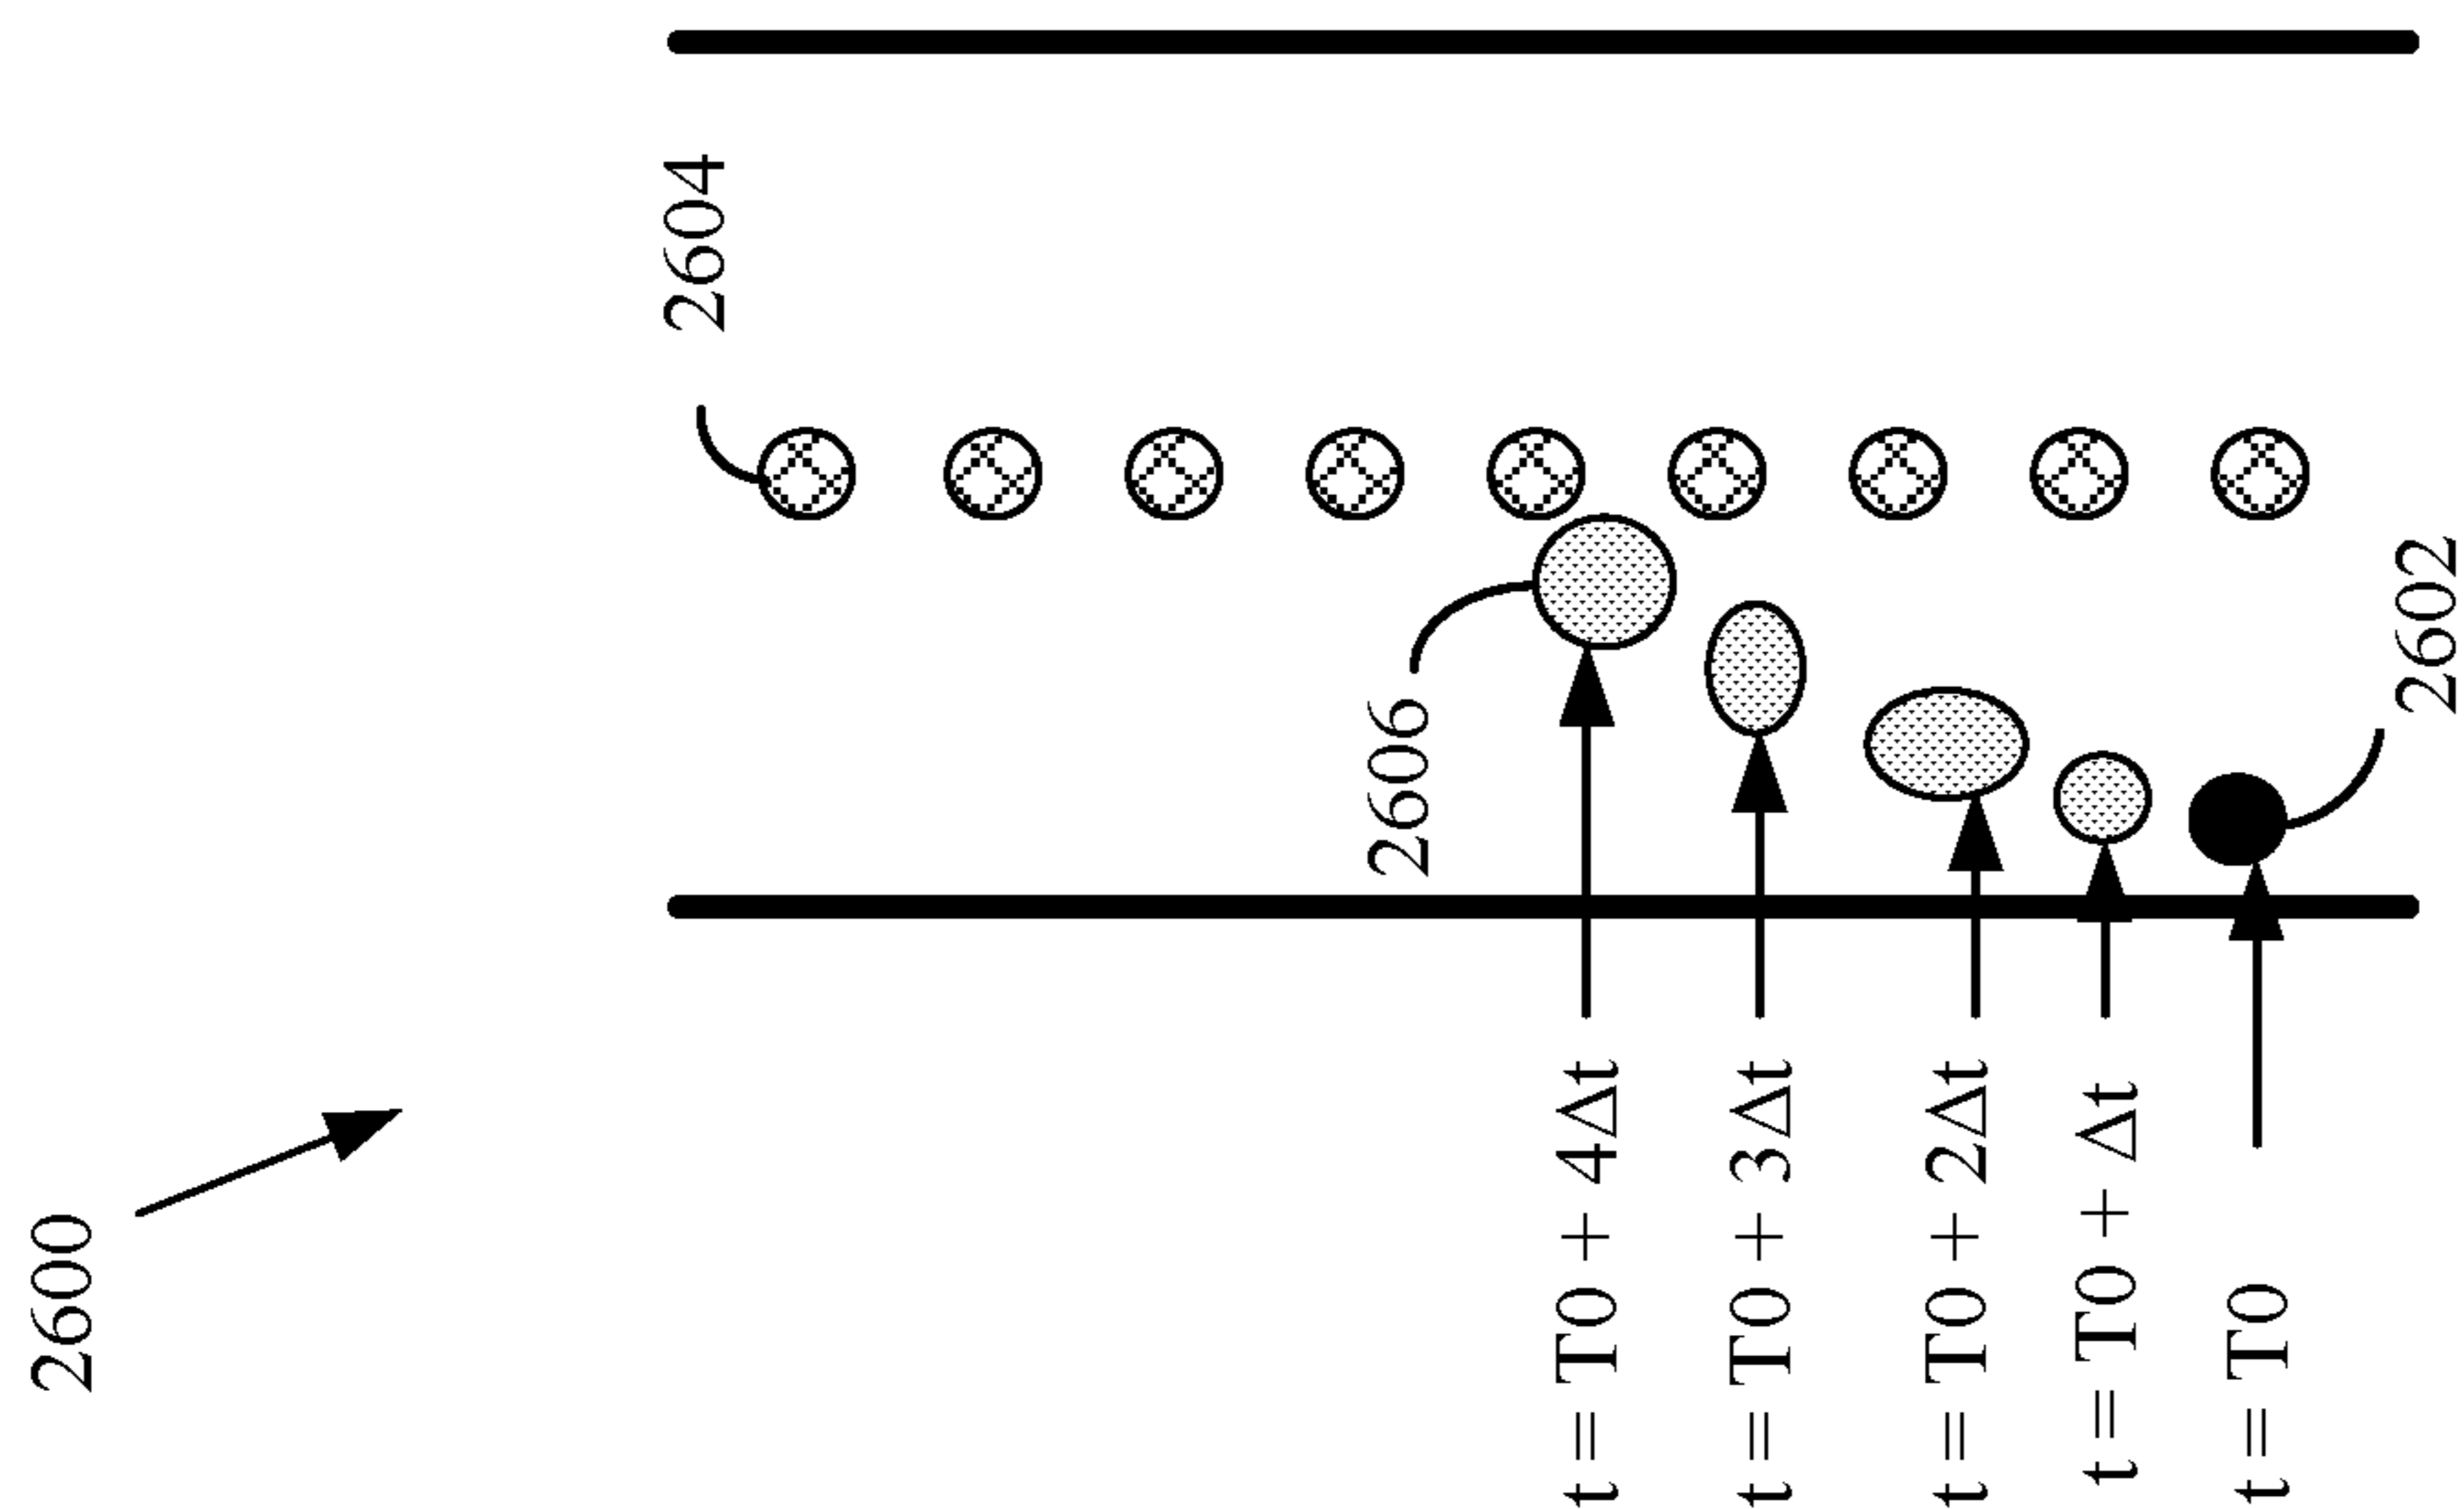 2600
2604
2606
2602
t = T0 + 4Δt
t = T0 + 3Δt
t = T0 + 2Δt
t = T0 + Δt
t = T0